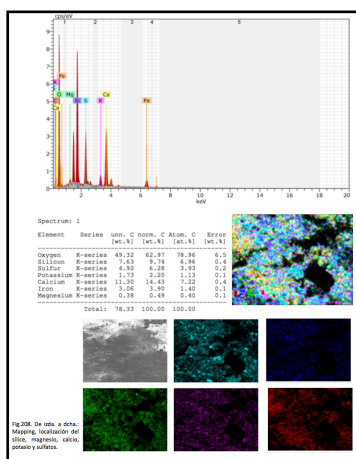 cps/eV
1 2 3 4 5
9
8
7
6
5
4
3
2
1
0
Fe
K
S
O Mg
C Si S K Ca Fe
Ca
2 4 6 8 10 12 14 16 18 20
keV
Spectrum: 1
Element Series unn. C norm. C Atom. C Error
[wt.%] [wt.%] [at.%] [wt.%]
Oxygen K-series 49.32 62.97 78.96 6.5
Silicon K-series 7.63 9.74 6.96 0.4
Sulfur K-series 4.92 6.28 3.93 0.2
Potassium K-series 1.73 2.20 1.13 0.1
Calcium K-series 11.30 14.43 7.22 0.4
Iron K-series 3.06 3.90 1.40 0.1
Magnesium K-series 0.38 0.49 0.40 0.1
Total: 78.33 100.00 100.00
Fig.208. De izda. a dcha.:
Mapping, localización del
sílice, magnesio, calcio,
potasio y sulfatos.